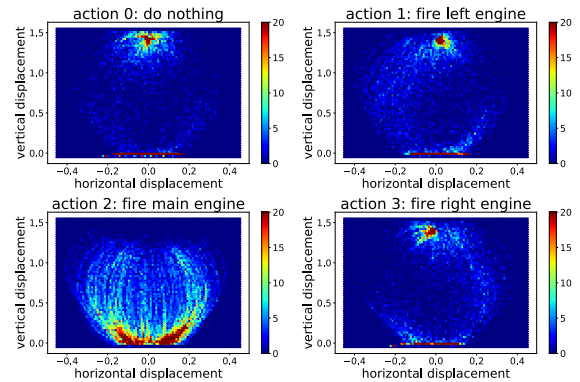 action 0: do nothing
vertical displacement
1.5
1.0
0.5
0.0
−0.4 −0.2 0.0 0.2 0.4
horizontal displacement
20
15
10
5
0
action 1: fire left engine
vertical displacement
1.5
1.0
0.5
0.0
−0.4 −0.2 0.0 0.2 0.4
horizontal displacement
20
15
10
5
0
action 2: fire main engine
vertical displacement
1.5
1.0
0.5
0.0
−0.4 −0.2 0.0 0.2 0.4
horizontal displacement
20
15
10
5
0
action 3: fire right engine
vertical displacement
1.5
1.0
0.5
0.0
−0.4 −0.2 0.0 0.2 0.4
horizontal displacement
20
15
10
5
0